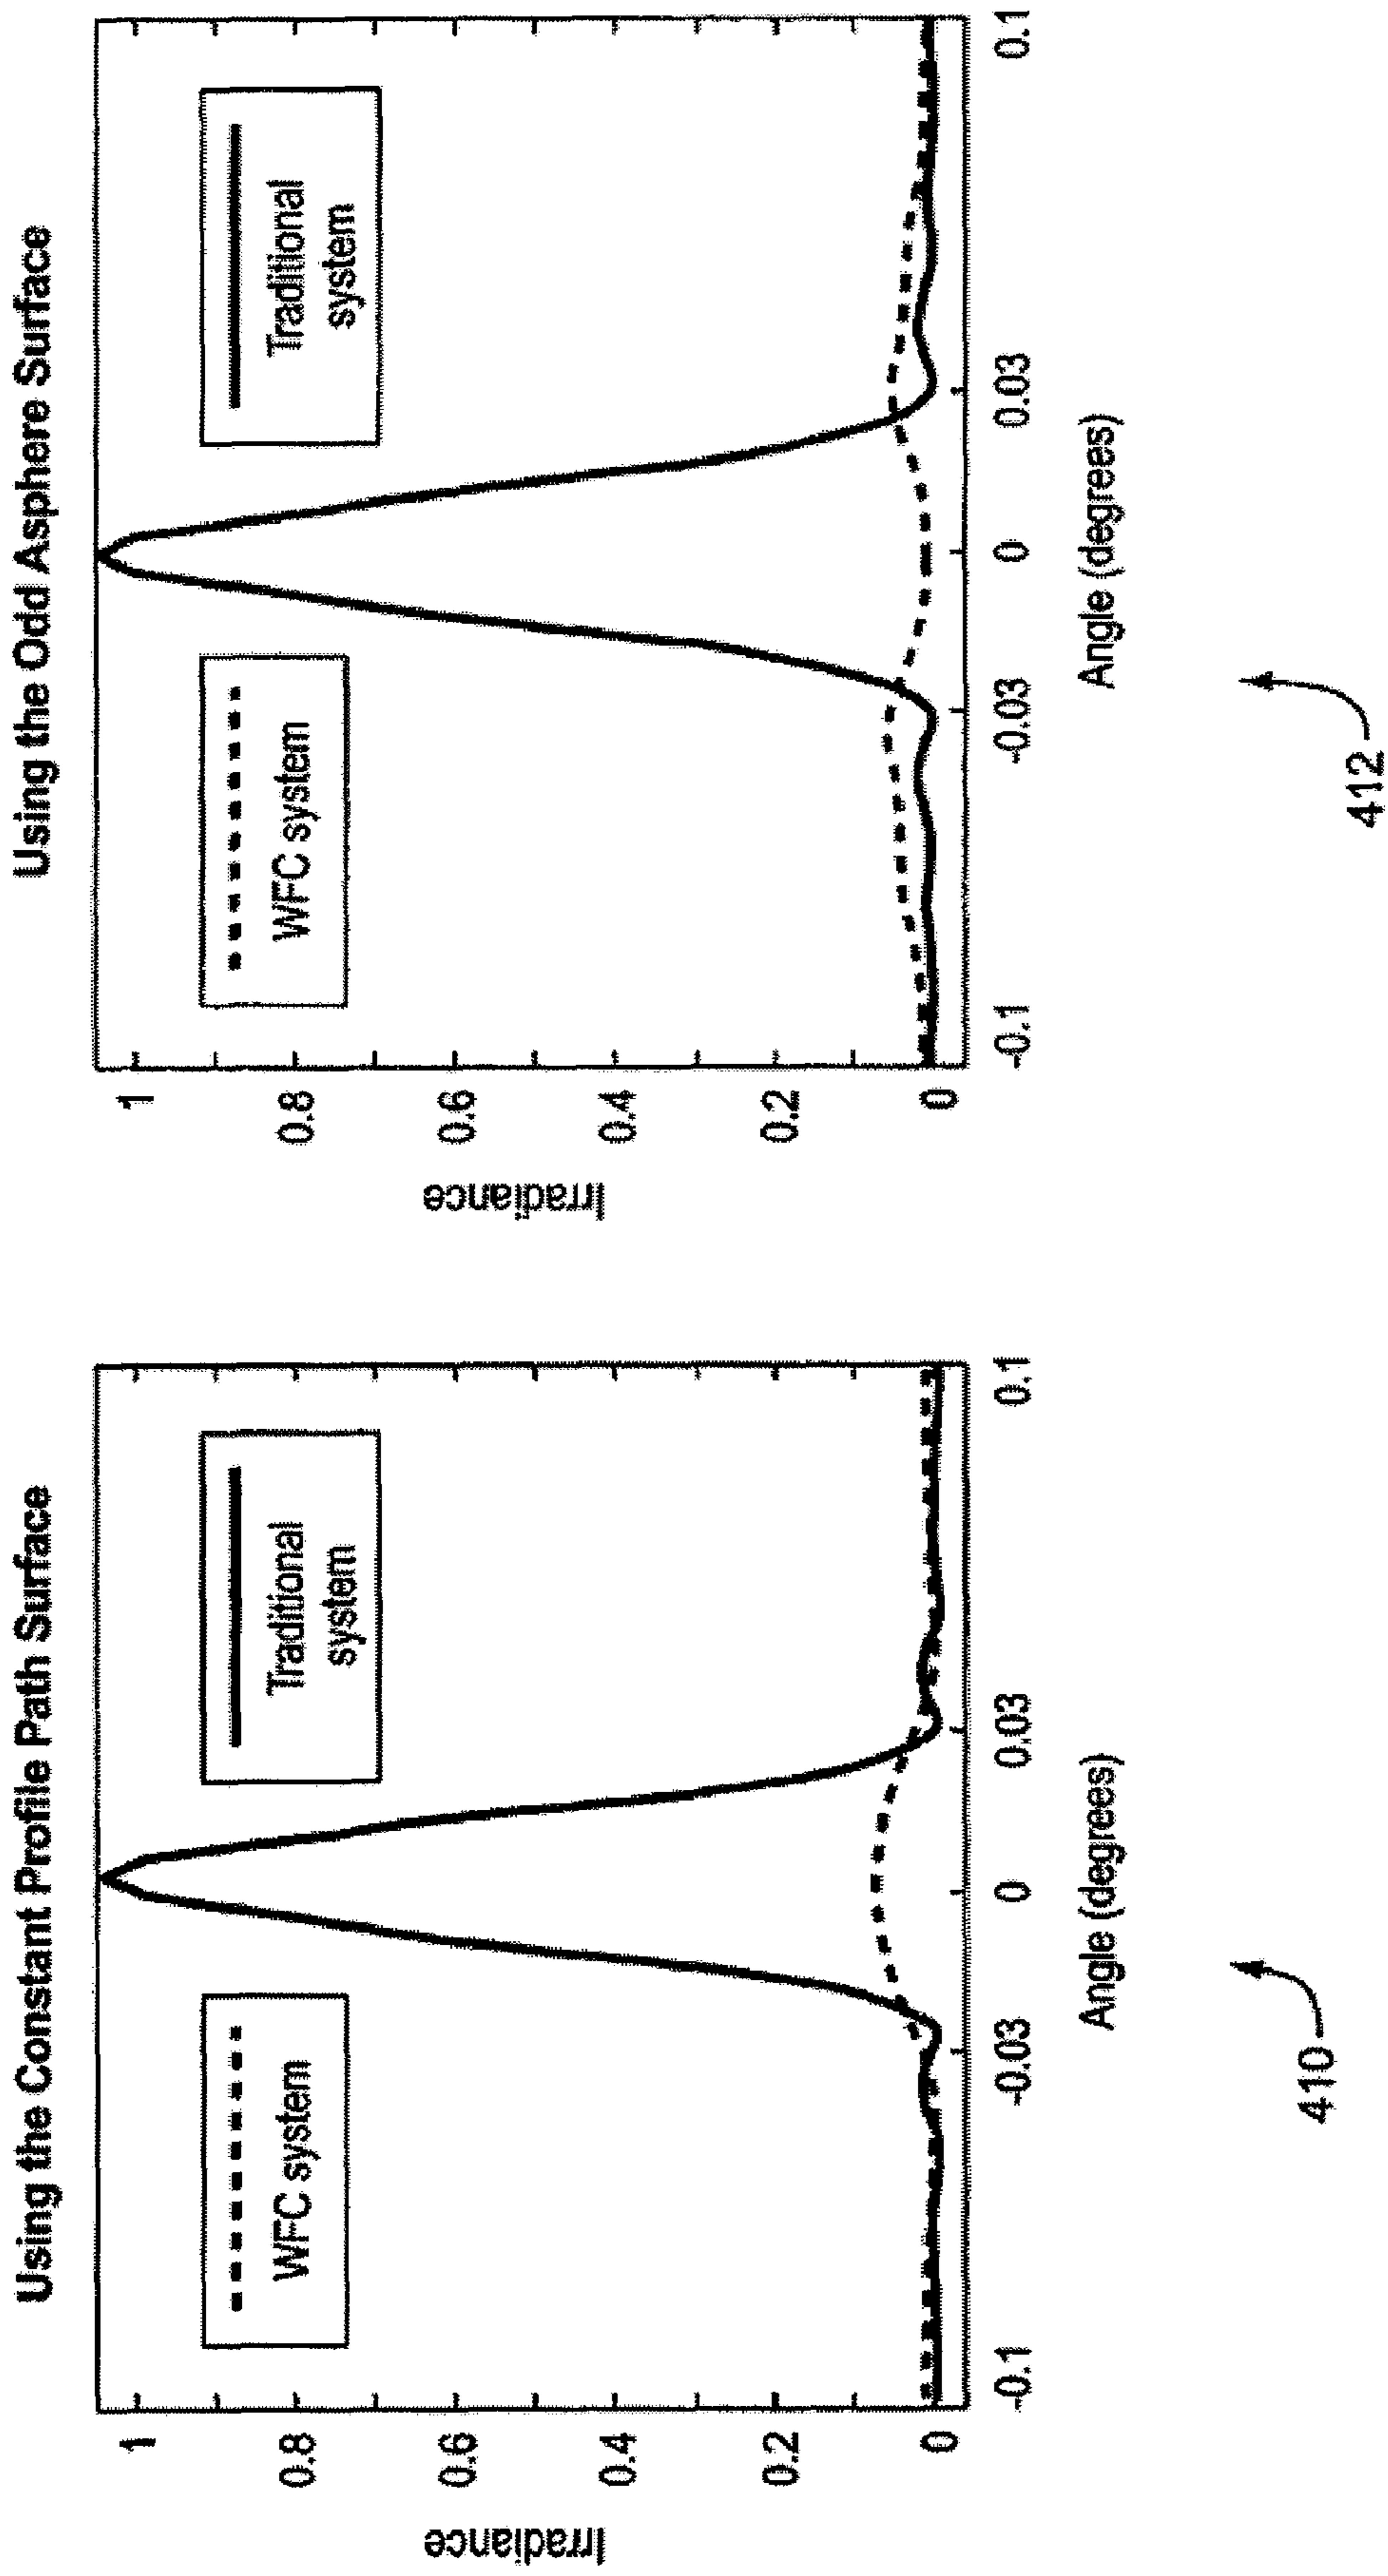 Using the Constant Profile Path Surface
Irradiance
1
0.8
0.6
0.4
0.2
0
WFC system
Traditional
system
-0.1
-0.03
0
0.03
0.1
Angle (degrees)
410
Using the Odd Asphere Surface
Irradiance
1
0.8
0.6
0.4
0.2
0
WFC system
Traditional
system
-0.1
-0.03
0
0.03
0.1
Angle (degrees)
412